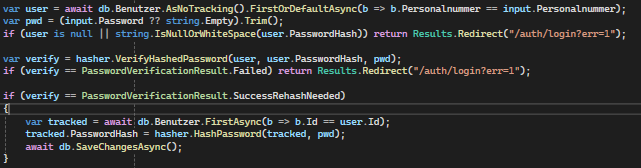 var user = await db.Benutzer.AsNoTracking().FirstOrDefaultAsync(b => b.Personalnummer == input.Personalnummer);
var pwd = (input.Password ?? string.Empty).Trim();
if (user is null || string.IsNullOrWhiteSpace(user.PasswordHash)) return Results.Redirect("/auth/login?err=1");
var verify = hasher.VerifyHashedPassword(user, user.PasswordHash, pwd);
if (verify == PasswordVerificationResult.Failed) return Results.Redirect("/auth/login?err=1");
if (verify == PasswordVerificationResult.SuccessRehashNeeded)
{
var tracked = await db.Benutzer.FirstAsync(b => b.Id == user.Id);
tracked.PasswordHash = hasher.HashPassword(tracked, pwd);
await db.SaveChangesAsync();
}